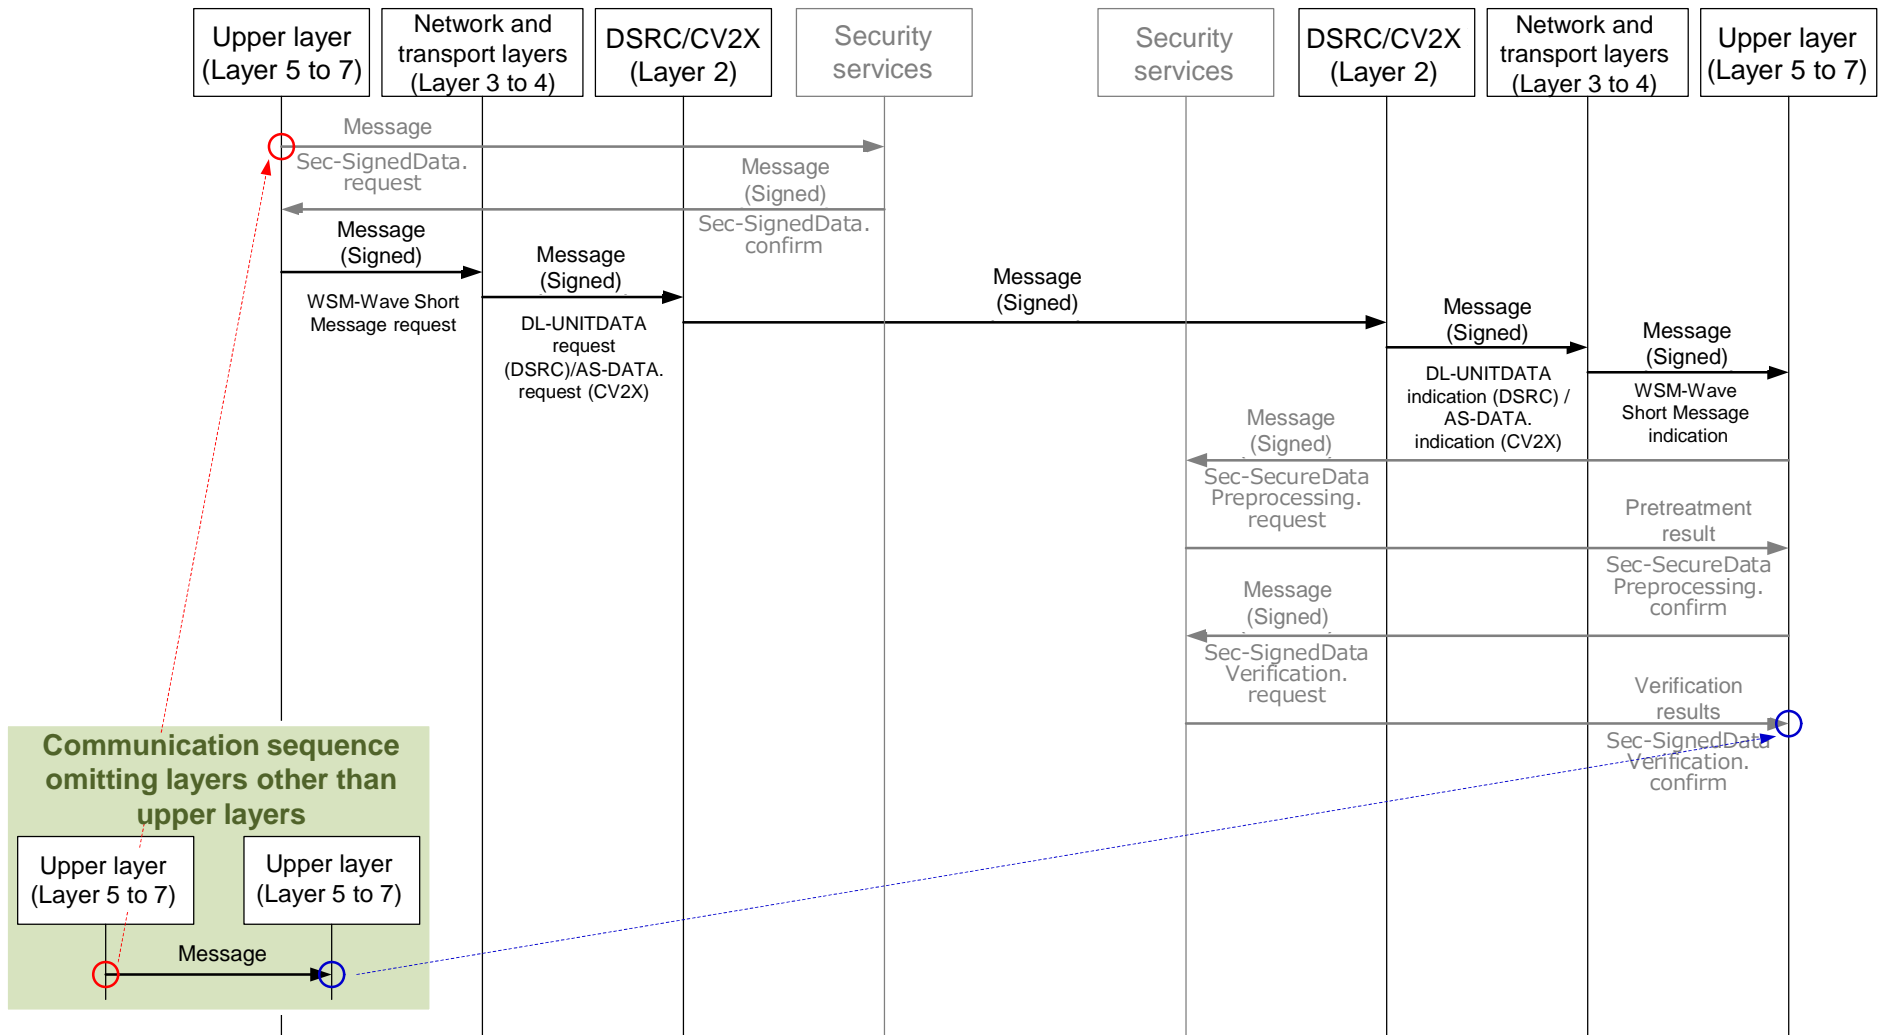 Upper layer
(Layer 5 to 7)
Network and
transport layers
(Layer 3 to 4)
DSRC/CV2X
(Layer 2)
Security
services
Security
services
DSRC/CV2X
(Layer 2)
Network and
transport layers
(Layer 3 to 4)
Upper layer
(Layer 5 to 7)
Message
Sec-SignedData.
request
Message
(Signed)
Sec-SignedData.
confirm
Message
(Signed)
WSM-Wave Short
Message request
Message
(Signed)
DL-UNITDATA
request
(DSRC)/AS-DATA.
request (CV2X)
Message
(Signed)
Message
(Signed)
DL-UNITDATA
indication (DSRC) /
AS-DATA.
indication (CV2X)
Message
(Signed)
WSM-Wave
Short Message
indication
Message
(Signed)
Sec-SecureData
Preprocessing.
request
Pretreatment
result
Sec-SecureData
Preprocessing.
confirm
Message
(Signed)
Sec-SignedData
Verification.
request
Verification
results
Sec-SignedData
Verification.
confirm
Communication sequence
omitting layers other than
upper layers
Upper layer
(Layer 5 to 7)
Upper layer
(Layer 5 to 7)
Message